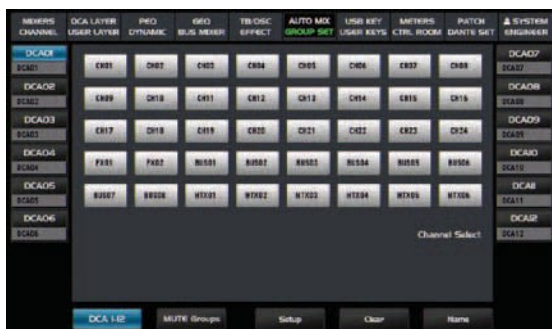 MIXERS DCA LAYER PEQ GEQ TB/OSC AUTO MIX USB KEY METERS PATCH & SYSTEM
CHANNEL USER LAYER DYNAMIC BUS MIXER EFFECT GROUP SET USER KEYS CTRL ROOM DANTE SET ENGINEER
DCA01
DCA01
DCA02
DCA02
DCA03
DCA03
DCA04
DCA04
DCA05
DCA05
DCA06
DCA06
CH01 CH02 CH03 CH04 CH05 CH06 CH07 CH08
CH09 CH10 CH11 CH12 CH13 CH14 CH15 CH16
CH17 CH18 CH19 CH20 CH21 CH22 CH23 CH24
FX01 FX02 BUS01 BUS02 BUS03 BUS04 BUS05 BUS06
BUS07 BUS08 MTX01 MTX02 MTX03 MTX04 MTX05 MTX06
Channel Select
DCA07
DCA07
DCA08
DCA08
DCA09
DCA09
DCA10
DCA10
DCA11
DCA11
DCA12
DCA12
DCA 1-12 MUTE Groups Setup Clear Name